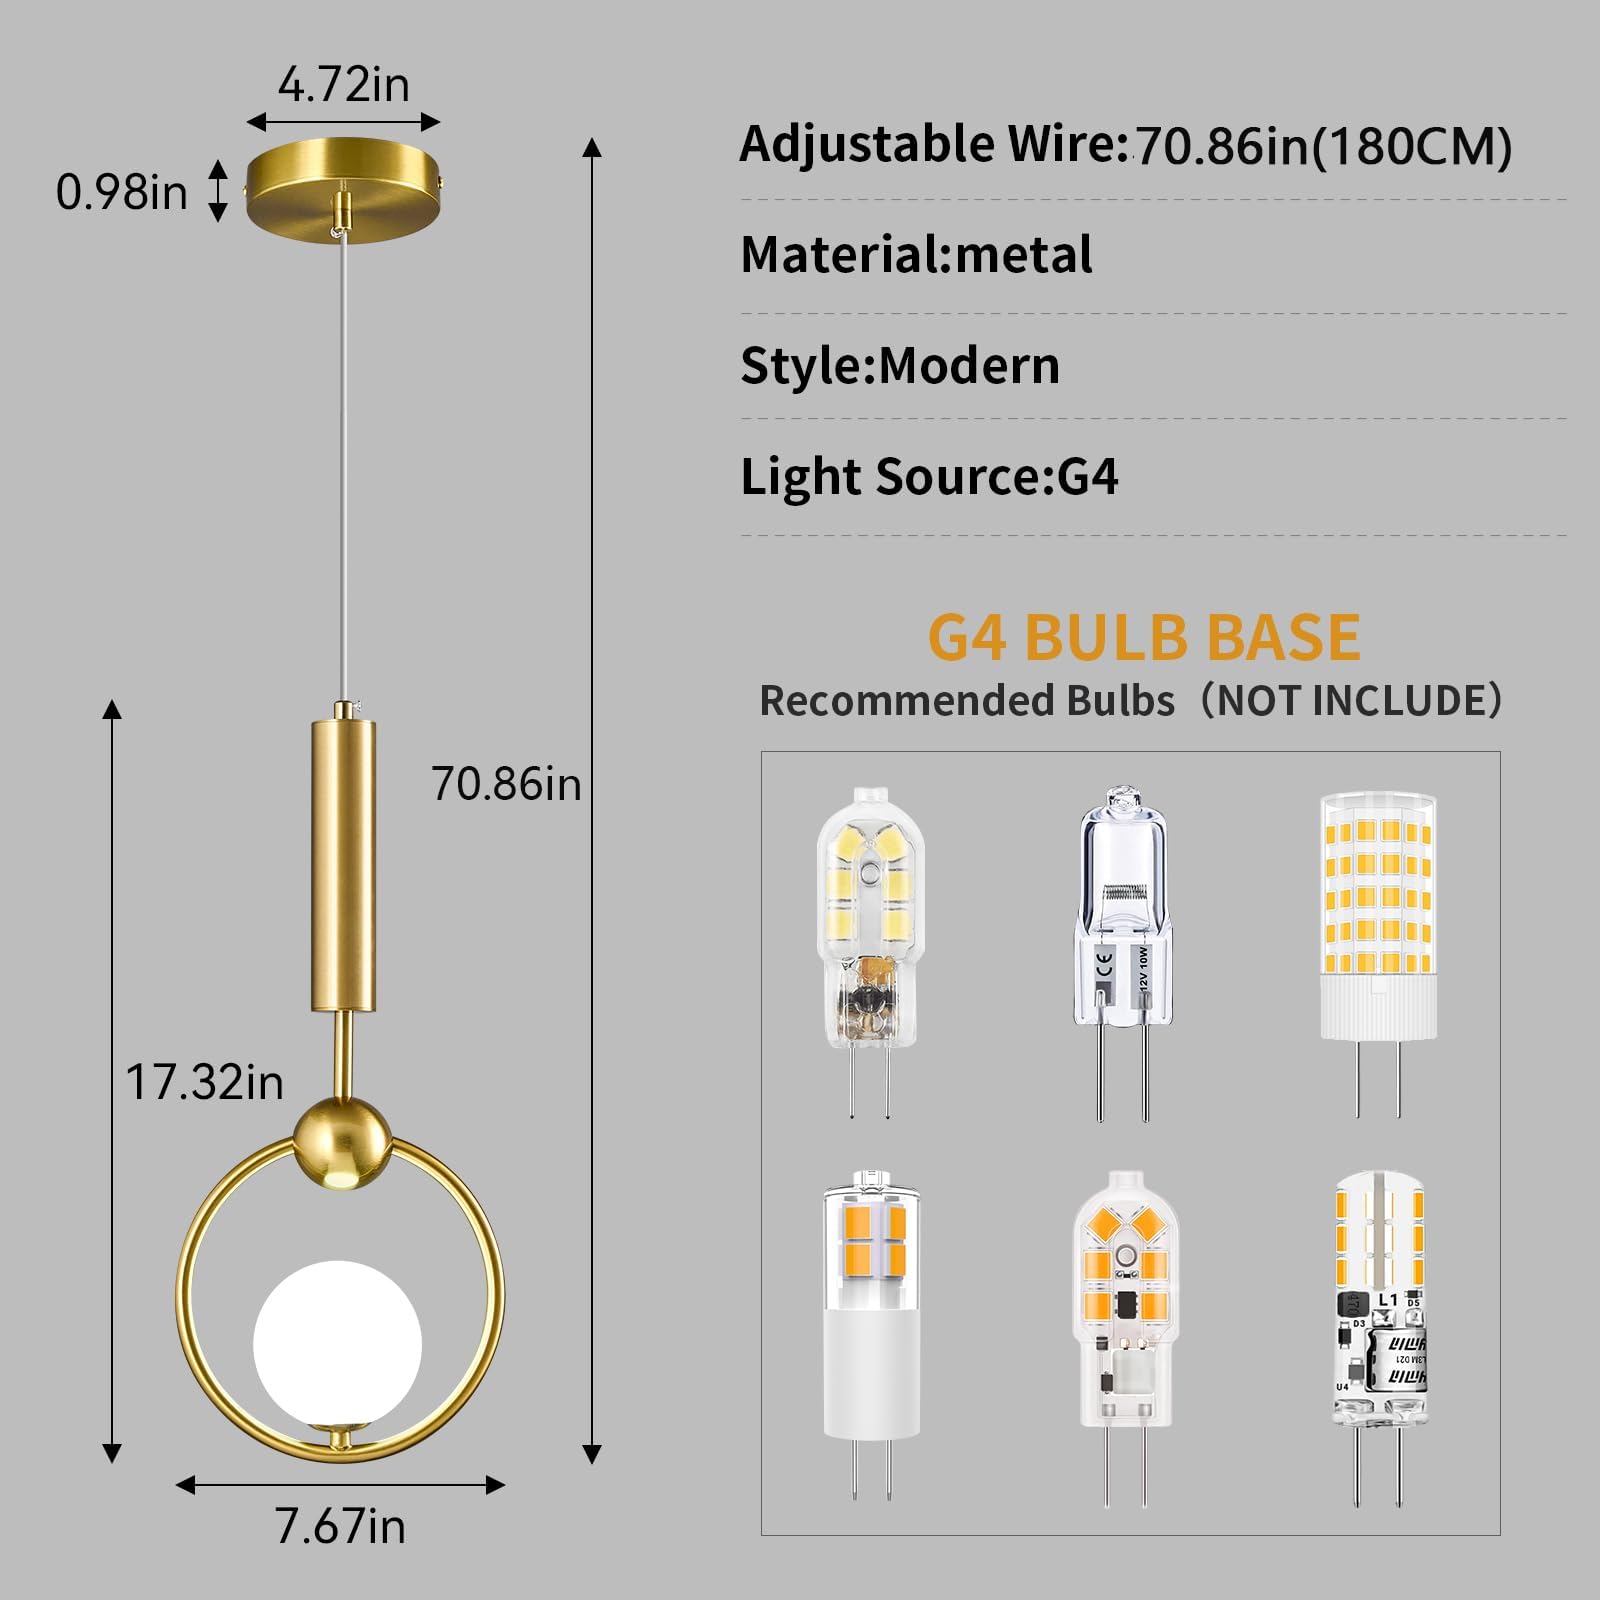 4.72in
0.98in
70.86in
17.32in
7.67in
Adjustable Wire:70.86in(180CM)
Material:metal
Style:Modern
Light Source:G4
G4 BULB BASE
Recommended Bulbs（NOT INCLUDE）
CE
12V 10W
470
L1
D5
D3
U4